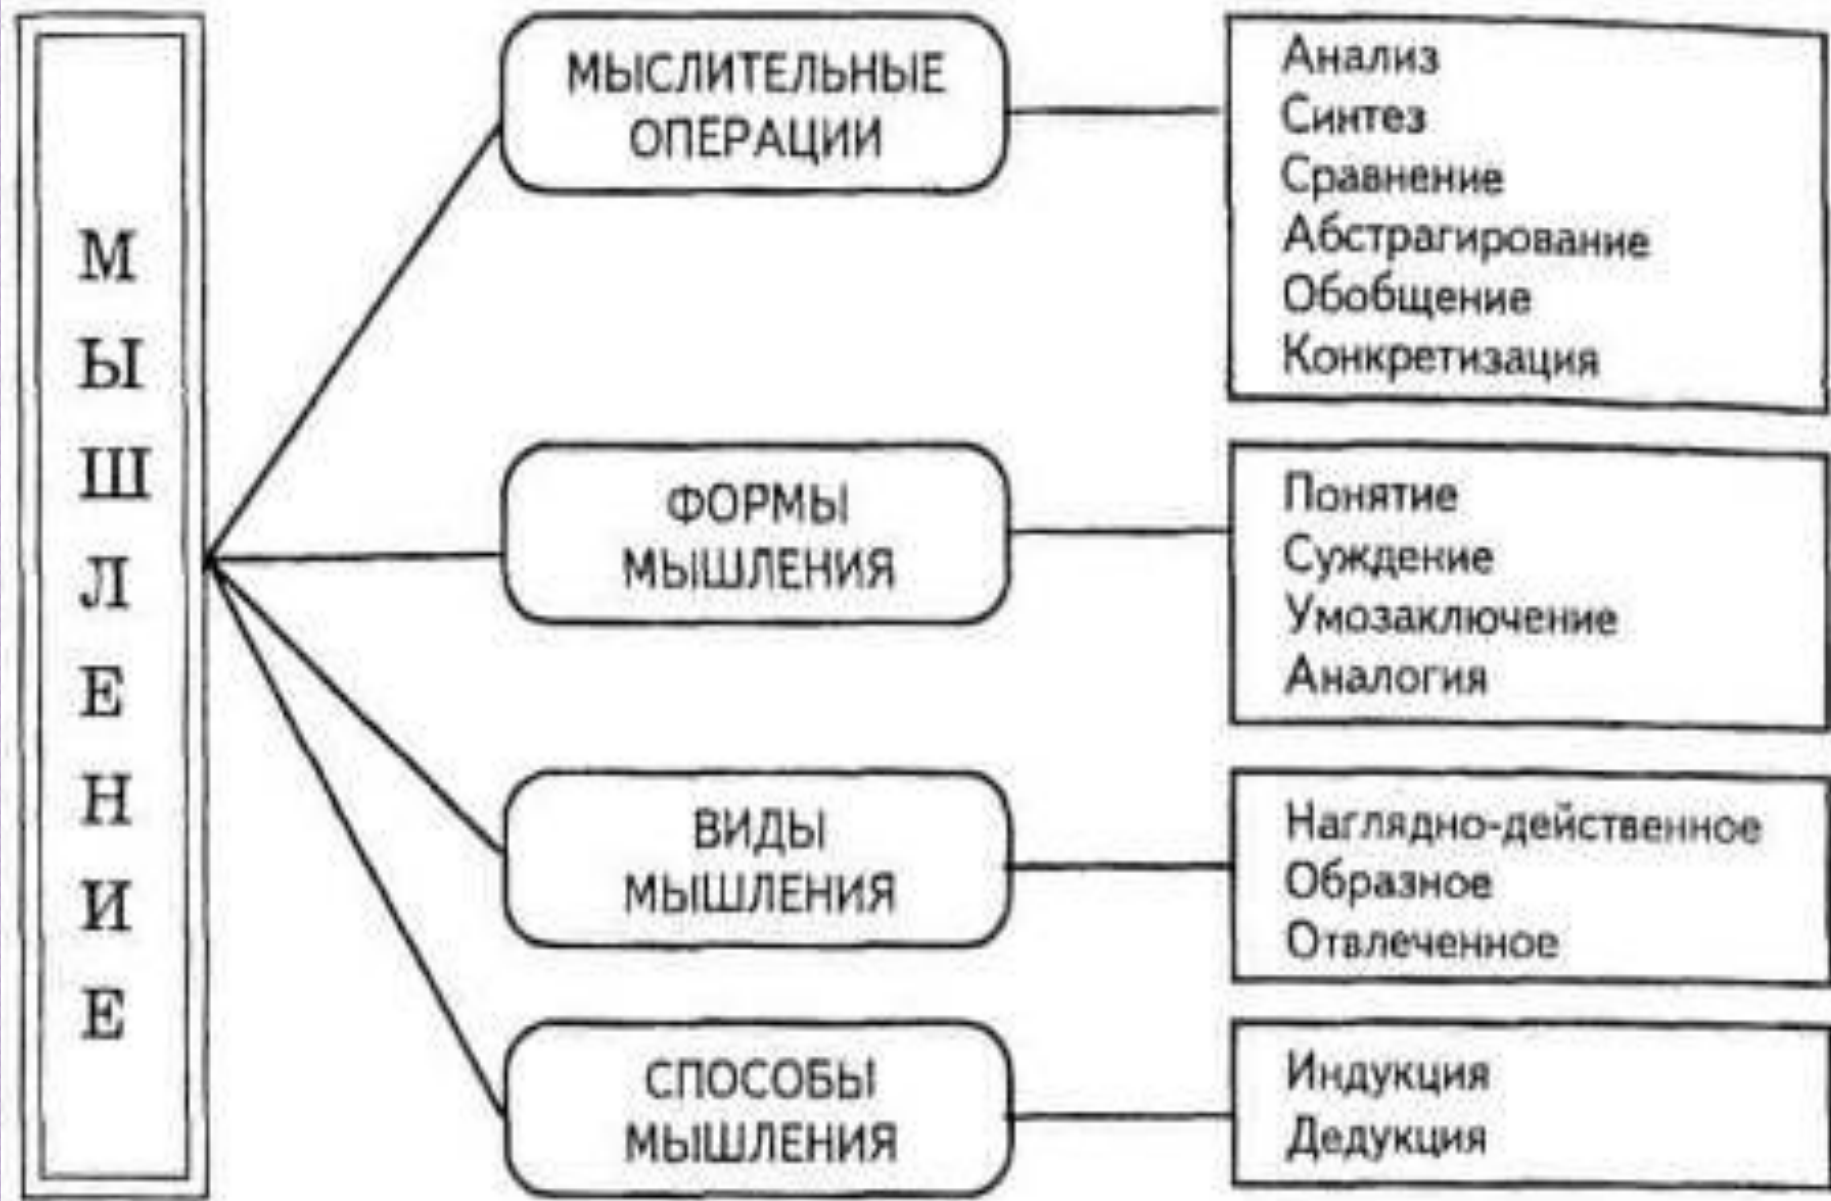 МЫШЛЕНИЕ
МЫСЛИТЕЛЬНЫЕ
ОПЕРАЦИИ
Анализ
Синтез
Сравнение
Абстрагирование
Обобщение
Конкретизация
ФОРМЫ
МЫШЛЕНИЯ
Понятие
Суждение
Умозаключение
Аналогия
ВИДЫ
МЫШЛЕНИЯ
Наглядно-действенное
Образное
Отвлеченное
СПОСОБЫ
МЫШЛЕНИЯ
Индукция
Дедукция